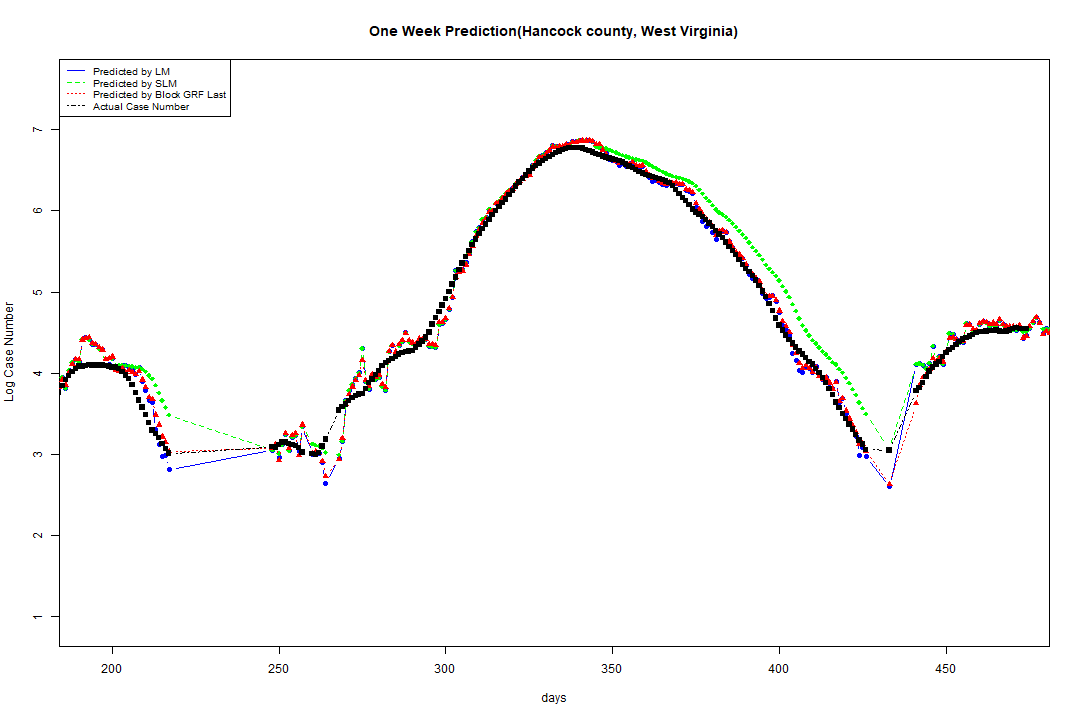 One Week Prediction(Hancock county, West Virginia)
Predicted by LM
Predicted by SLM
Predicted by Block GRF Last
Actual Case Number
7
6
5
4
3
2
1
Log Case Number
200
250
300
350
400
450
days